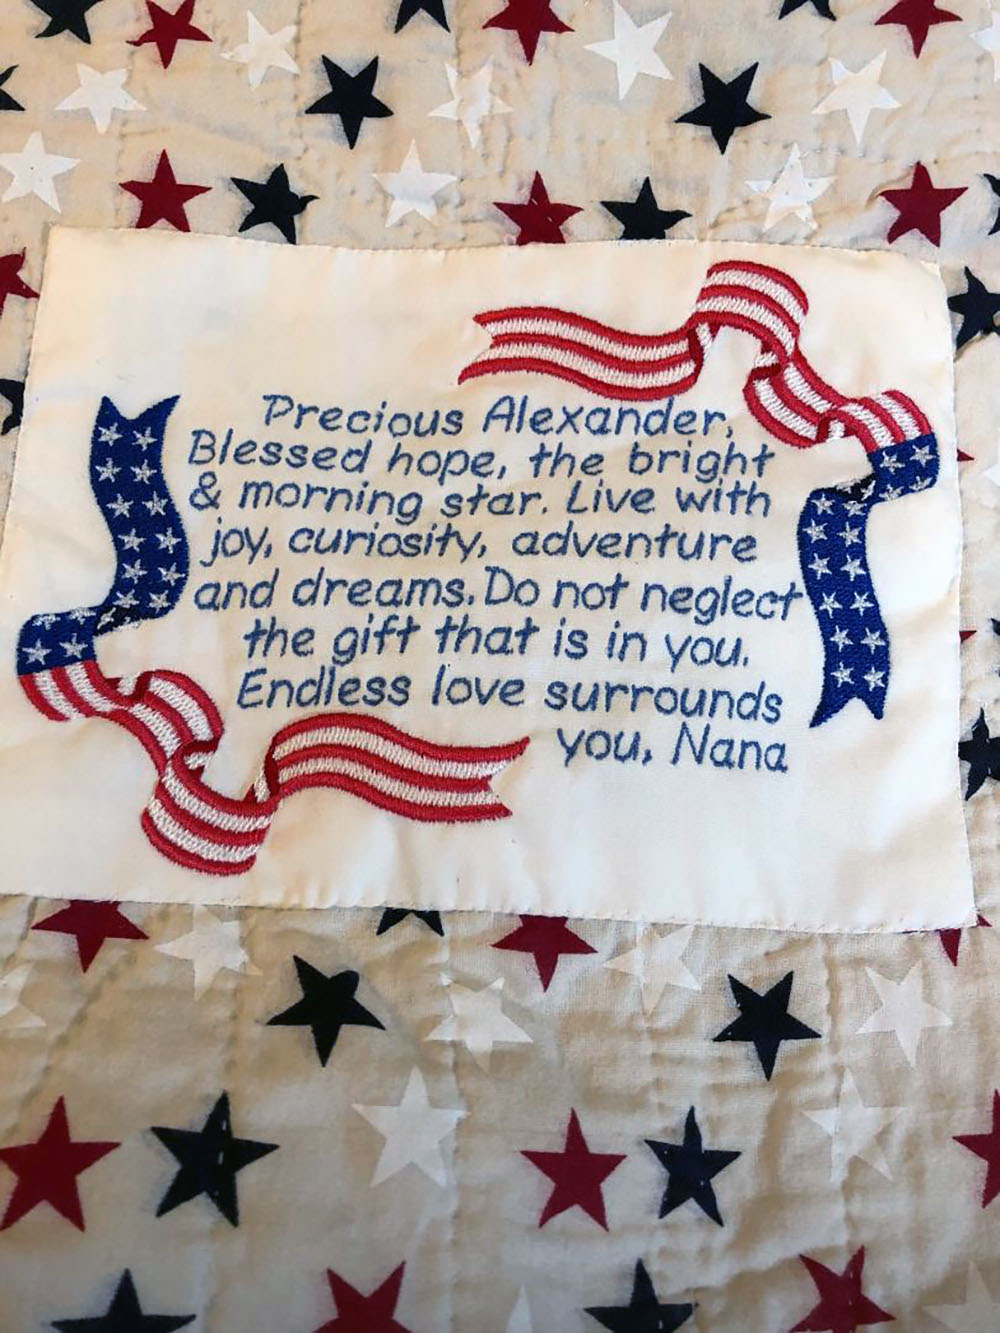 Precious Alexander,
Blessed hope, the bright
& morning star. Live with
joy, curiosity, adventure
and dreams. Do not neglect
the gift that is in you.
Endless love surrounds
you, Nana